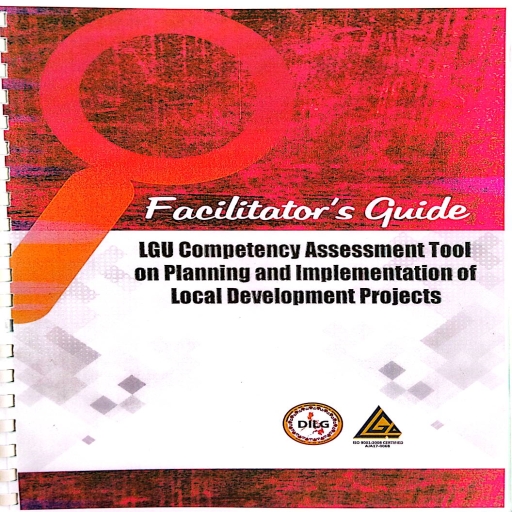 Facilitator's Guide
LGU Competency Assessment Tool
on Planning and Implementation of
Local Development Projects
DILG
LGA
ISO 9001:2008 CERTIFIED